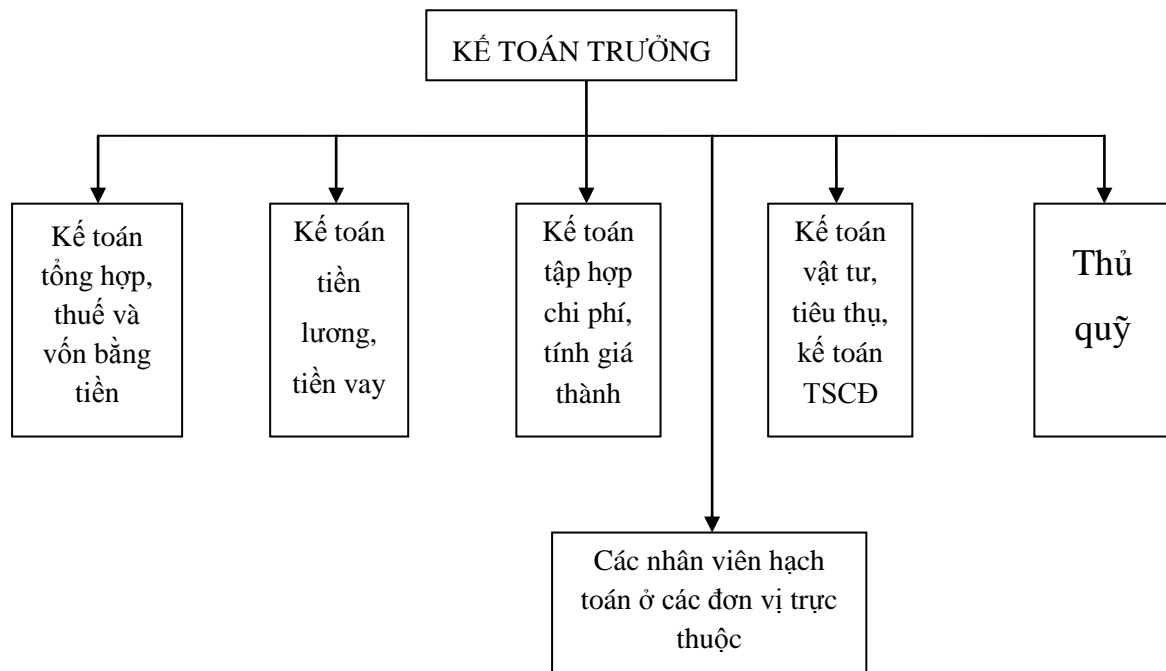 KẾ TOÁN TRƯỞNG
Kế toán
tổng hợp,
thuế và
vốn bằng
tiền
Kế toán
tiền
lương,
tiền vay
Kế toán
tập hợp
chi phí,
tính giá
thành
Kế toán
vật tư,
tiêu thụ,
kế toán
TSCĐ
Thủ
quỹ
Các nhân viên hạch
toán ở các đơn vị trực
thuộc